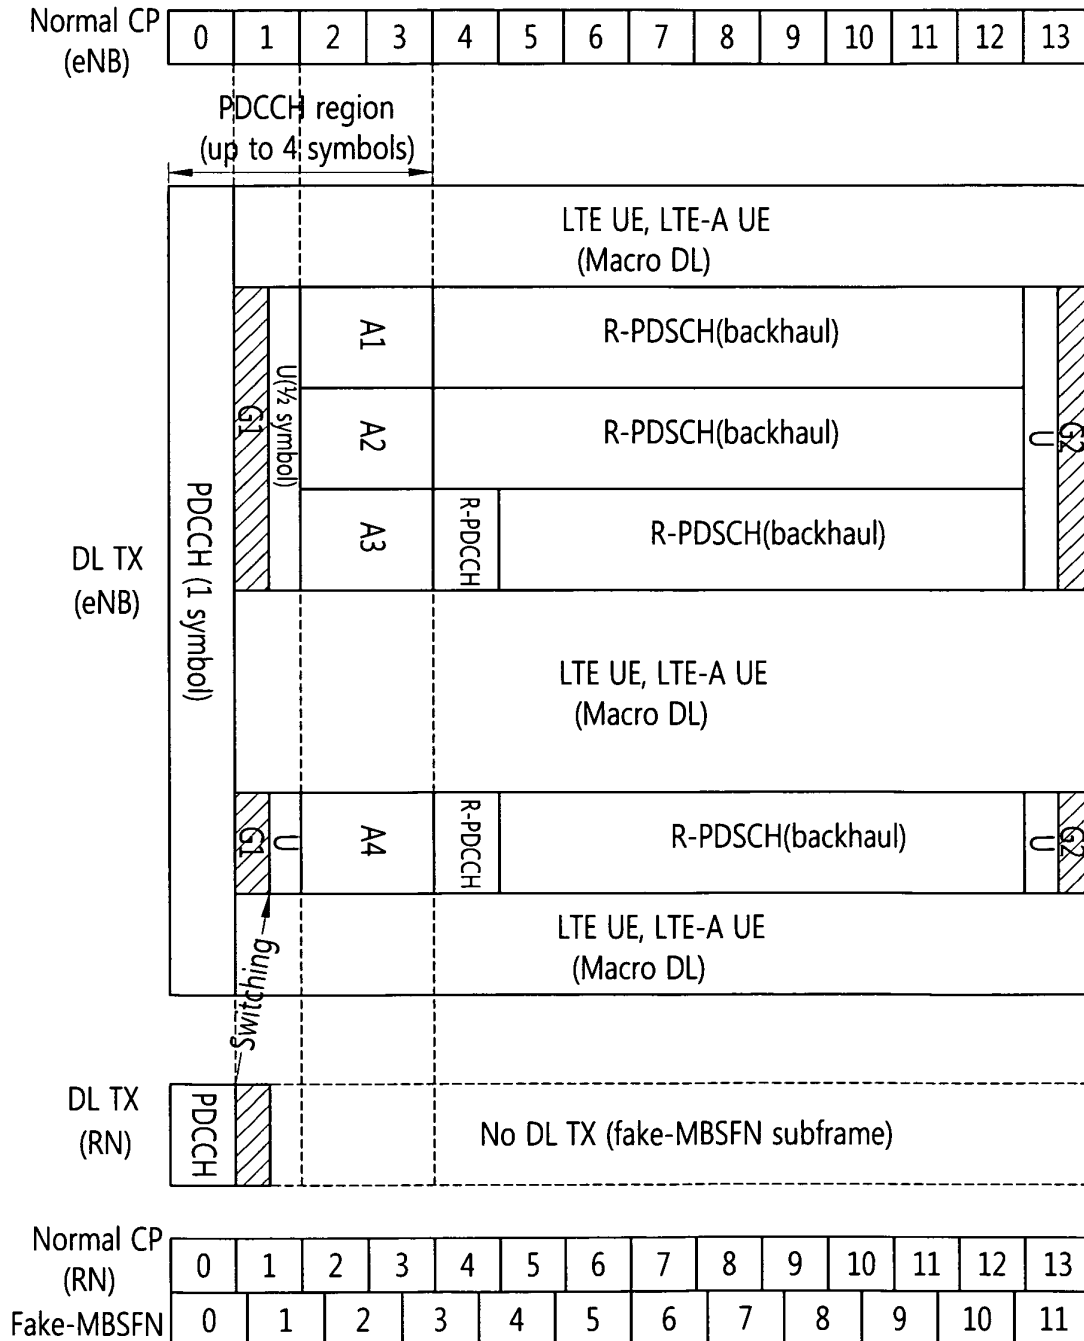 Normal CP
(eNB)
0 1 2 3 4 5 6 7 8 9 10 11 12 13
PDCCH region
(up to 4 symbols)
LTE UE, LTE-A UE
(Macro DL)
G1
U(½ symbol)
A1
R-PDSCH(backhaul)
A2
R-PDSCH(backhaul)
A3
R-PDCCH
R-PDSCH(backhaul)
U
G2
DL TX
(eNB)
PDCCH (1 symbol)
LTE UE, LTE-A UE
(Macro DL)
G1
U
A4
R-PDCCH
R-PDSCH(backhaul)
U
G2
LTE UE, LTE-A UE
(Macro DL)
Switching
DL TX
(RN)
PDCCH
No DL TX (fake-MBSFN subframe)
Normal CP
(RN)
0 1 2 3 4 5 6 7 8 9 10 11 12 13
Fake-MBSFN 0 1 2 3 4 5 6 7 8 9 10 11